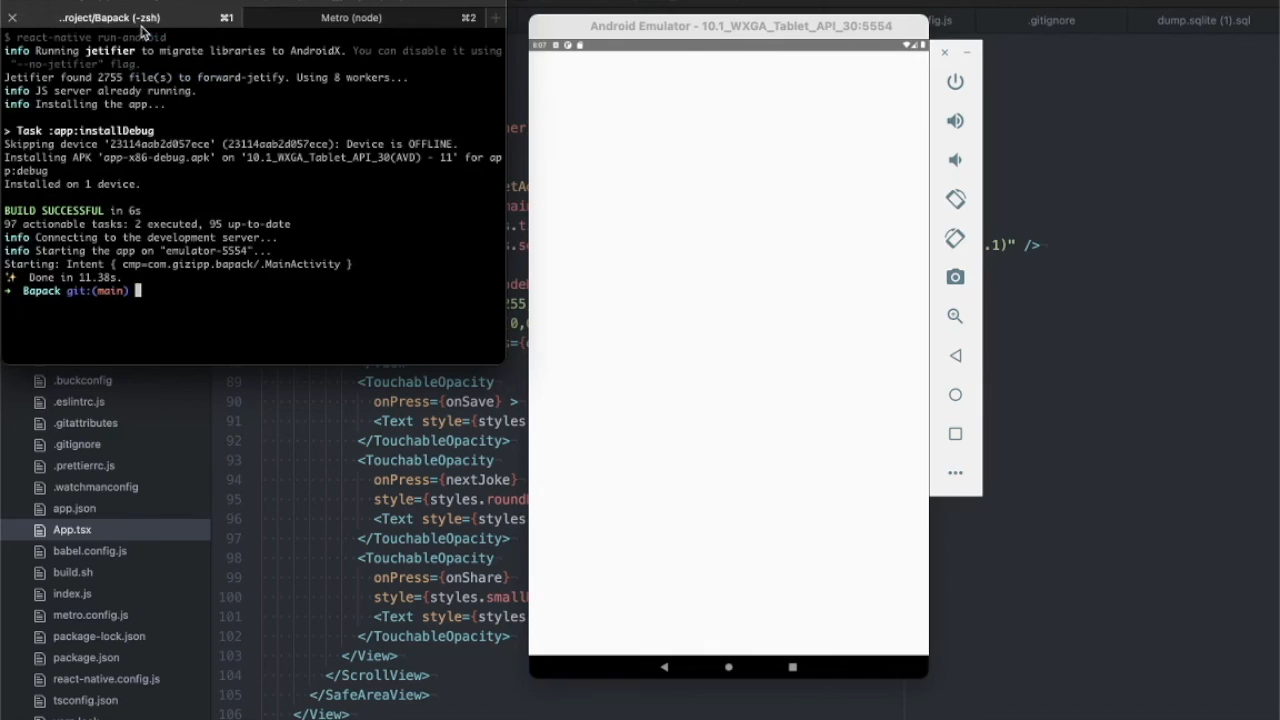 ..roject/Bapack (-zsh) ⌘1
Metro (node) ⌘2
$ react-native run-android
info Running jetifier to migrate libraries to AndroidX. You can disable it using
"--no-jetifier" flag.
Jetifier found 2755 file(s) to forward-jetify. Using 8 workers...
info JS server already running.
info Installing the app...
> Task :app:installDebug
Skipping device '23114aab2d057ece' (23114aab2d057ece): Device is OFFLINE.
Installing APK 'app-x86-debug.apk' on '10.1_WXGA_Tablet_API_30(AVD) - 11' for ap
p:debug
Installed on 1 device.
BUILD SUCCESSFUL in 6s
97 actionable tasks: 2 executed, 95 up-to-date
info Connecting to the development server...
info Starting the app on "emulator-5554"...
Starting: Intent { cmp=com.gizipp.bapack/.MainActivity }
✨ Done in 11.38s.
➜ Bapack git:(main)
Android Emulator - 10.1_WXGA_Tablet_API_30:5554
8:07
fig.js
.gitignore
dump.sqlite (1).sql
.1)" />
.buckconfig
.eslintrc.js
.gitattributes
.gitignore
.prettierrc.js
.watchmanconfig
app.json
App.tsx
babel.config.js
build.sh
index.js
metro.config.js
package-lock.json
package.json
react-native.config.js
tsconfig.json
89 <TouchableOpacity
90 onPress={onSave} >
91 <Text style={styles
92 </TouchableOpacity>
93 <TouchableOpacity
94 onPress={nextJoke}
95 style={styles.round
96 <Text style={styles
97 </TouchableOpacity>
98 <TouchableOpacity
99 onPress={onShare}
100 style={styles.small
101 <Text style={styles
102 </TouchableOpacity>
103 </View>
104 </ScrollView>
105 </SafeAreaView>
106 </View>